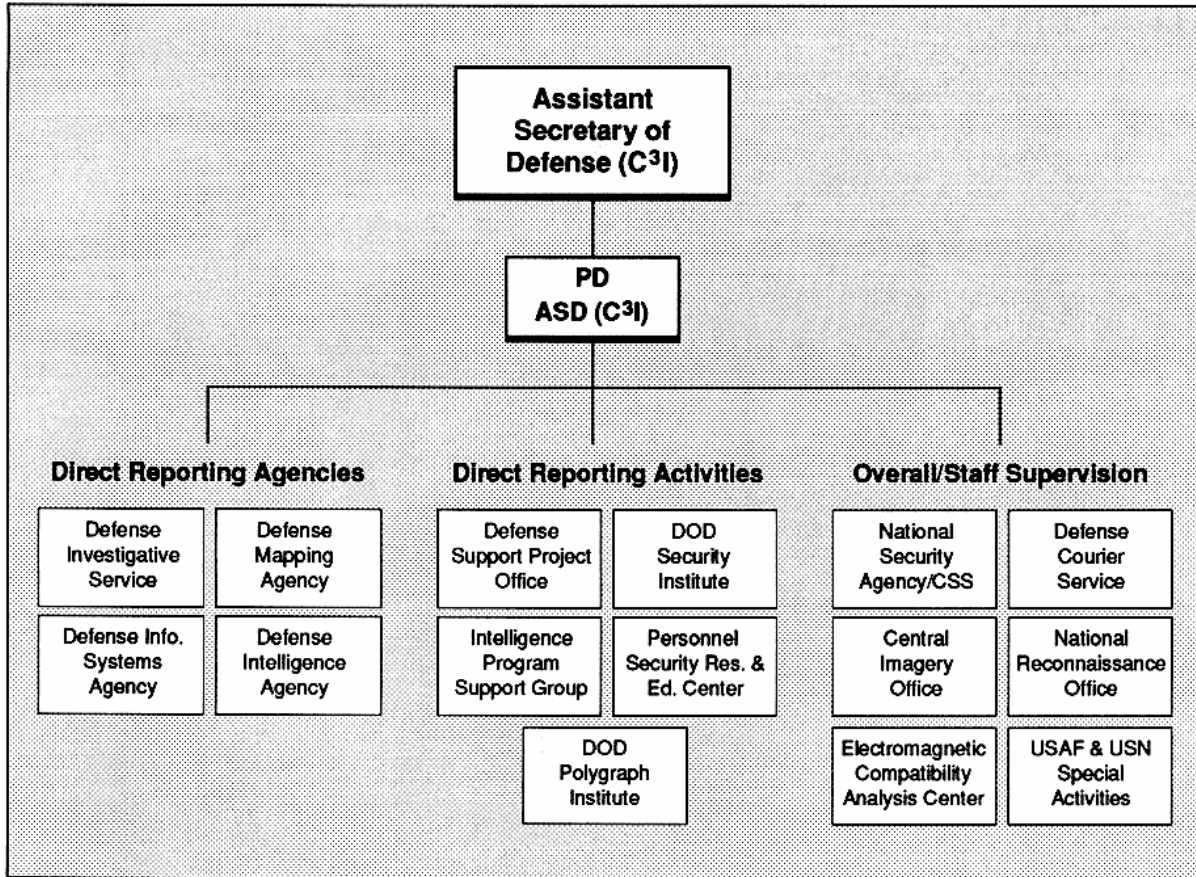 Assistant
Secretary of
Defense (C³I)
PD
ASD (C³I)
Direct Reporting Agencies
Defense
Investigative
Service
Defense
Mapping
Agency
Defense Info.
Systems
Agency
Defense
Intelligence
Agency
Direct Reporting Activities
Defense
Support Project
Office
DOD
Security
Institute
Intelligence
Program
Support Group
Personnel
Security Res. &
Ed. Center
DOD
Polygraph
Institute
Overall/Staff Supervision
National
Security
Agency/CSS
Defense
Courier
Service
Central
Imagery
Office
National
Reconnaissance
Office
Electromagnetic
Compatibility
Analysis Center
USAF & USN
Special
Activities